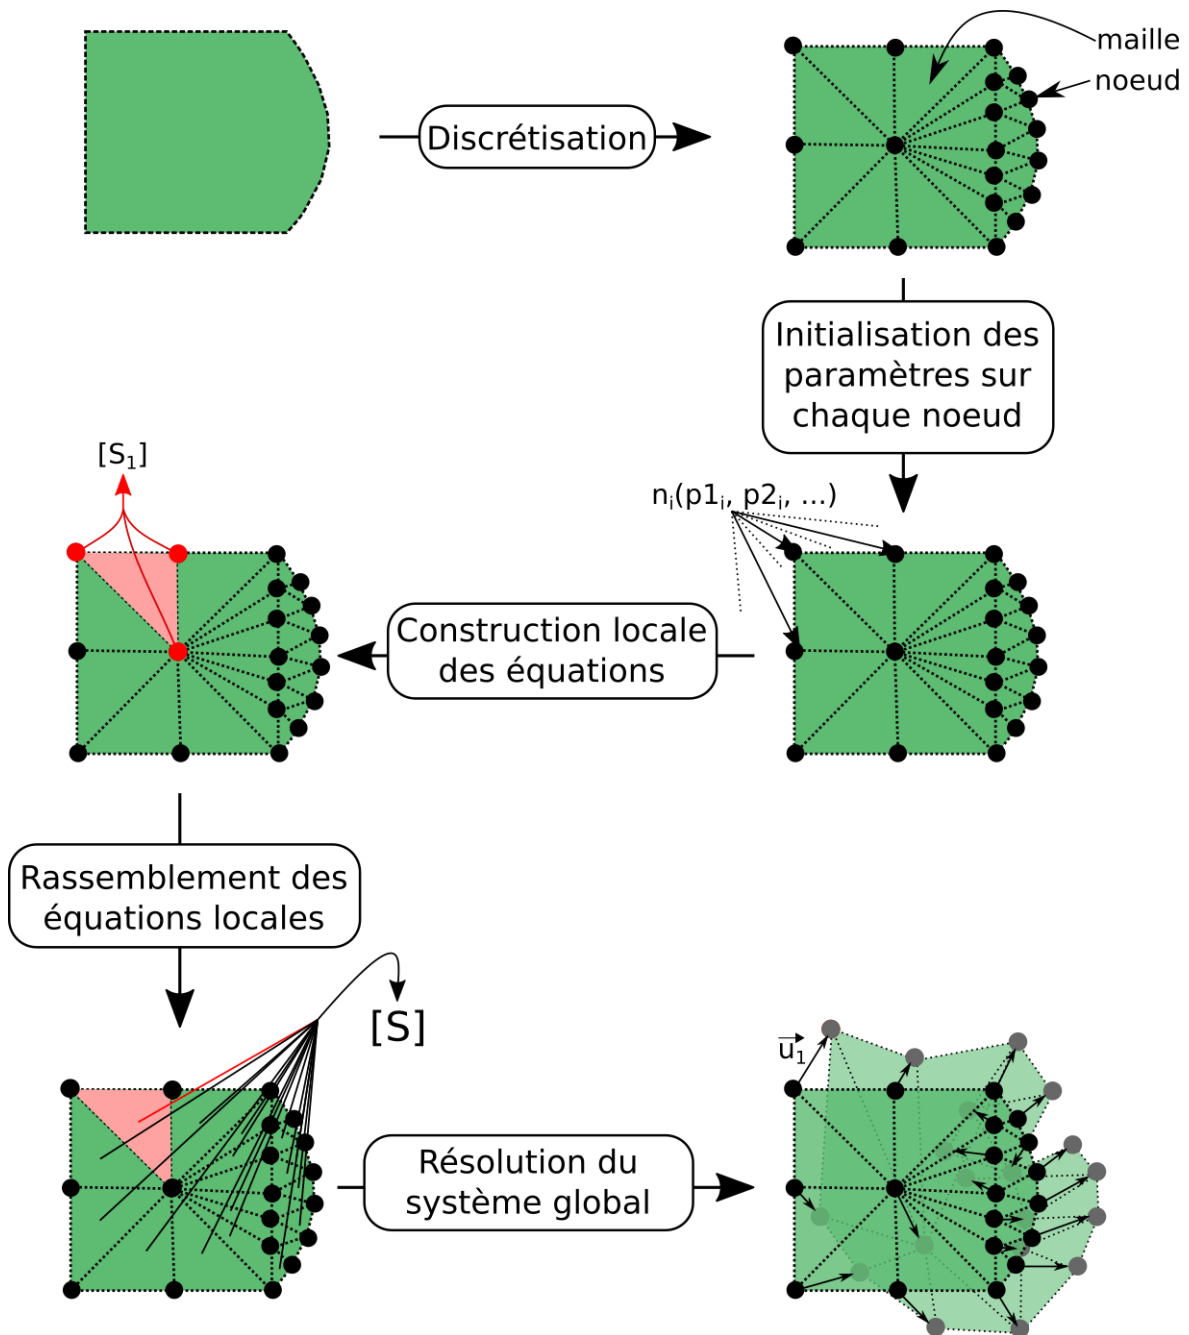 maille
noeud
Discrétisation
Initialisation des
paramètres sur
chaque noeud
[S₁]
nᵢ(p1ᵢ, p2ᵢ, ...)
Construction locale
des équations
Rassemblement des
équations locales
[S]
u₁
Résolution du
système global